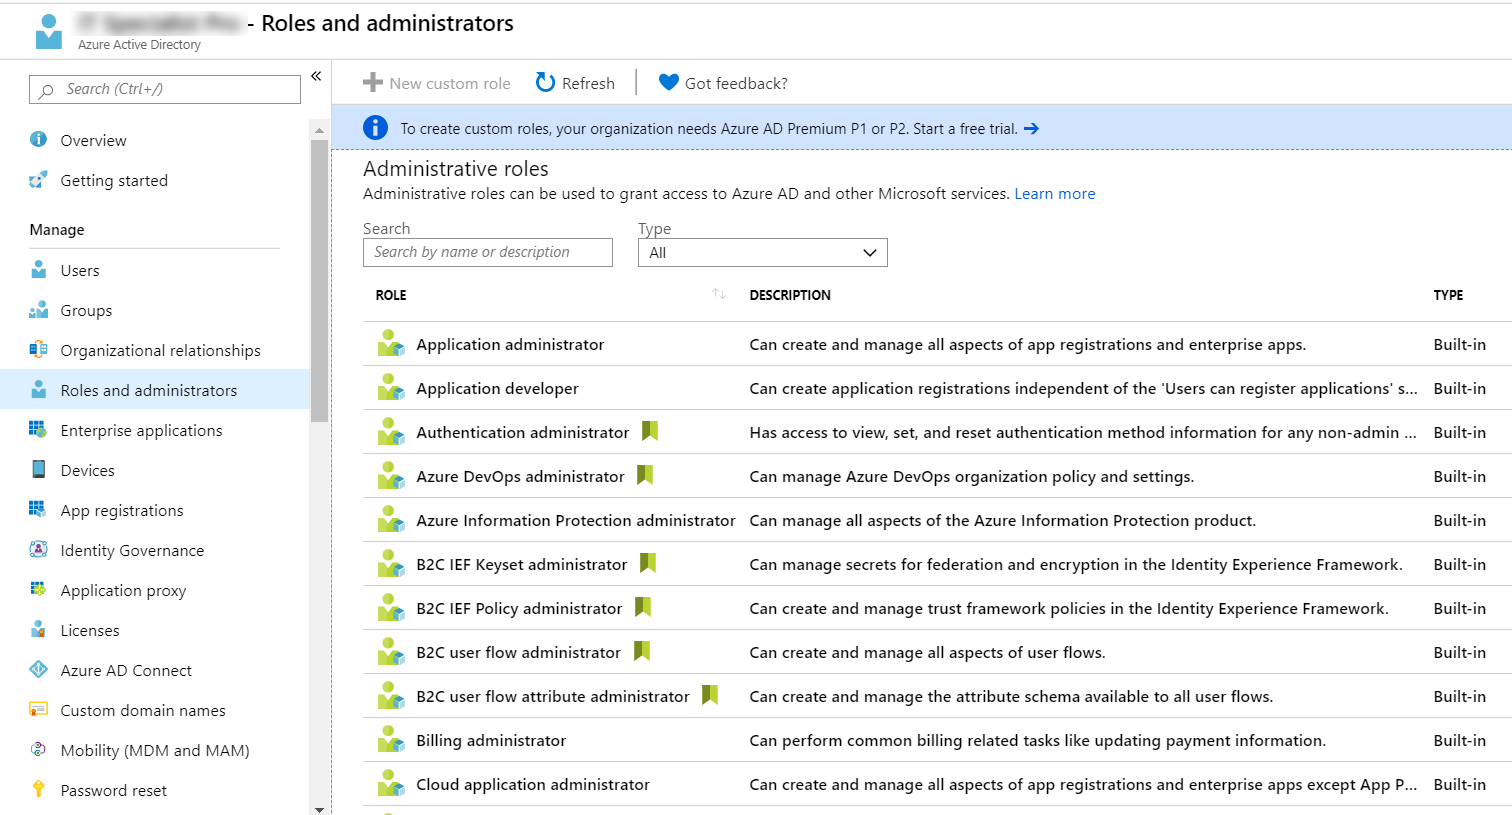 - Roles and administrators
Azure Active Directory
Search (Ctrl+/)
«
Overview
Getting started
Manage
Users
Groups
Organizational relationships
Roles and administrators
Enterprise applications
Devices
App registrations
Identity Governance
Application proxy
Licenses
Azure AD Connect
Custom domain names
Mobility (MDM and MAM)
Password reset
New custom role Refresh Got feedback?
To create custom roles, your organization needs Azure AD Premium P1 or P2. Start a free trial. →
Administrative roles
Administrative roles can be used to grant access to Azure AD and other Microsoft services. Learn more
Search Type
Search by name or description All
ROLE ↑↓ DESCRIPTION TYPE
Application administrator Can create and manage all aspects of app registrations and enterprise apps. Built-in
Application developer Can create application registrations independent of the 'Users can register applications' s... Built-in
Authentication administrator Has access to view, set, and reset authentication method information for any non-admin ... Built-in
Azure DevOps administrator Can manage Azure DevOps organization policy and settings. Built-in
Azure Information Protection administrator Can manage all aspects of the Azure Information Protection product. Built-in
B2C IEF Keyset administrator Can manage secrets for federation and encryption in the Identity Experience Framework. Built-in
B2C IEF Policy administrator Can create and manage trust framework policies in the Identity Experience Framework. Built-in
B2C user flow administrator Can create and manage all aspects of user flows. Built-in
B2C user flow attribute administrator Can create and manage the attribute schema available to all user flows. Built-in
Billing administrator Can perform common billing related tasks like updating payment information. Built-in
Cloud application administrator Can create and manage all aspects of app registrations and enterprise apps except App P... Built-in